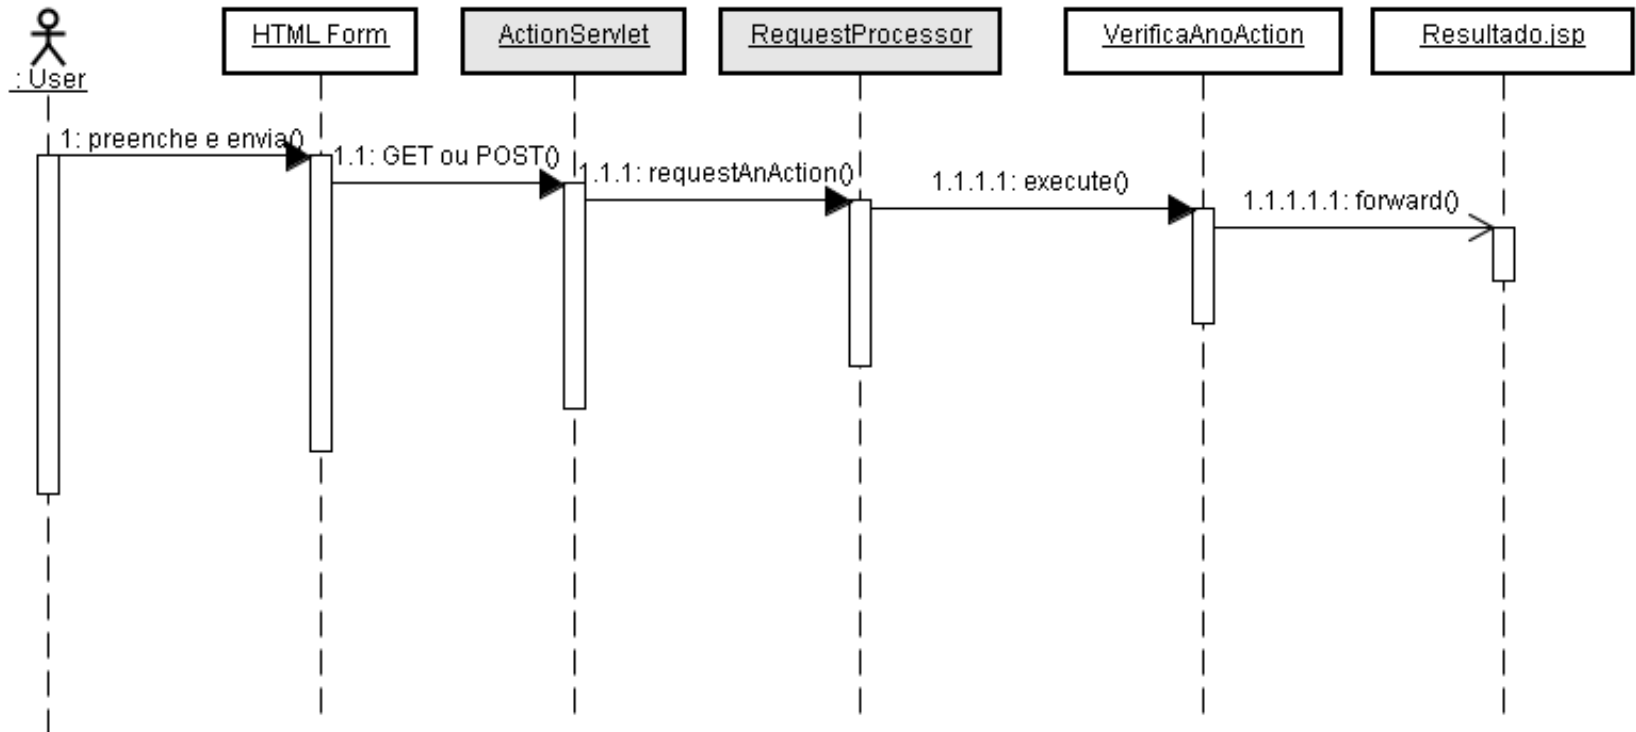 HTML Form
ActionServlet
RequestProcessor
VerificaAnoAction
Resultado.jsp
: User
1: preenche e envia()
1.1: GET ou POST()
1.1.1: requestAnAction()
1.1.1.1: execute()
1.1.1.1.1: forward()